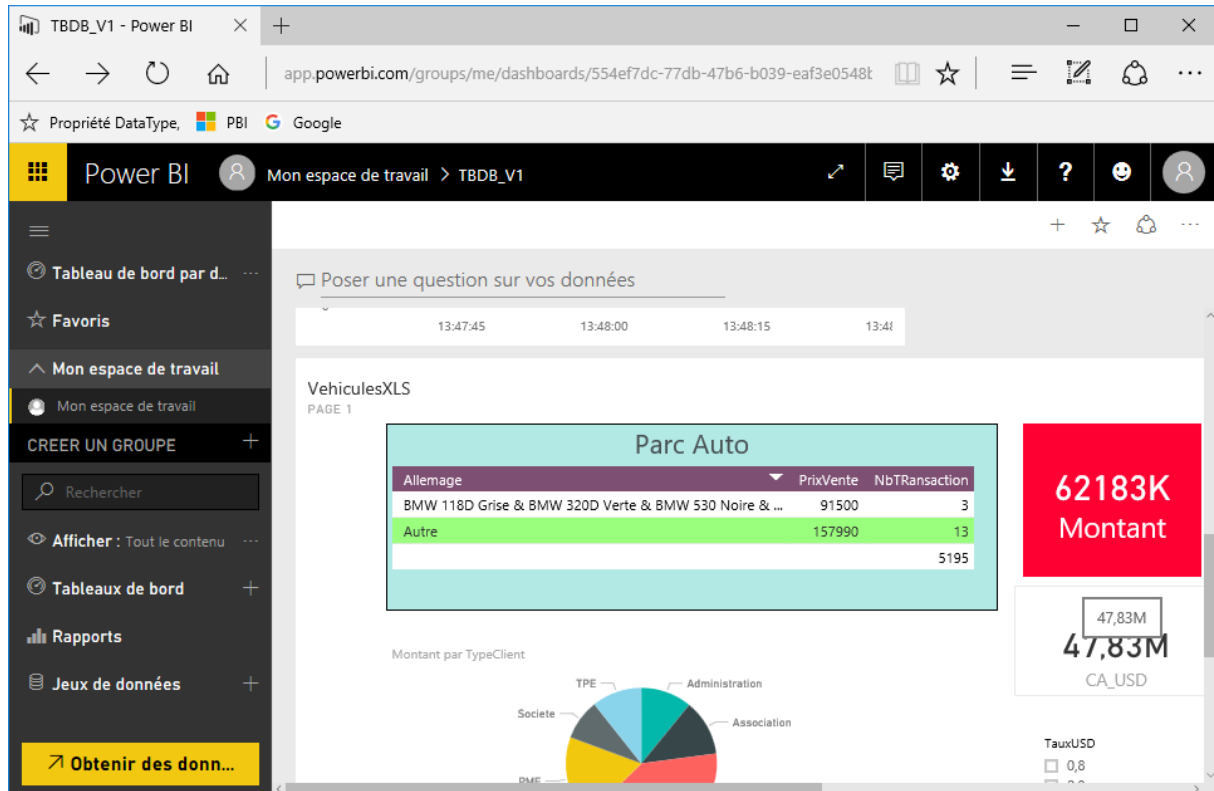 TBDB_V1 - Power BI
app.powerbi.com/groups/me/dashboards/554ef7dc-77db-47b6-b039-eaf3e0548
Propriété DataType, PBI Google
Power BI Mon espace de travail > TBDB_V1 ?
Tableau de bord par d... ...
Poser une question sur vos données
Favoris
13:47:45 13:48:00 13:48:15
Mon espace de travail
VehiculesXLS
Mon espace de travail
PAGE 1
CREER UN GROUPE +
Parc Auto
Allemage PrixVente NbTRansaction
BMW 118D Grise & BMW 320D Verte & BMW 530 Noire & ... 91500 3
Autre 157990 13
5195
62183K
Montant
Rechercher
Afficher : Tout le contenu ...
Tableaux de bord +
47,83M
47,83M
CA_USD
Rapports
Montant par TypeClient
TPE Administration
Jeux de données +
Societe Association
TauxUSD
0,8
Obtenir des donn...
PME